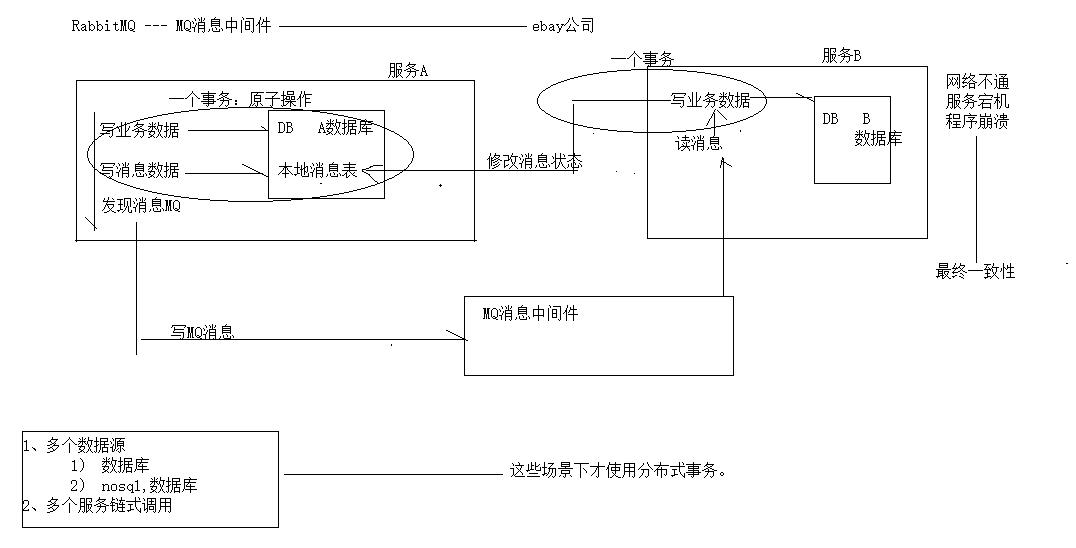 RabbitMQ --- MQ消息中间件 ebay公司
服务A
一个事务：原子操作
写业务数据
DB A数据库
写消息数据
本地消息表
发现消息MQ
修改消息状态
一个事务
服务B
写业务数据
读消息
DB B
数据库
网络不通
服务宕机
程序崩溃
最终一致性
写MQ消息
MQ消息中间件
1、多个数据源
1） 数据库
2） nosql,数据库
2、多个服务链式调用
这些场景下才使用分布式事务。